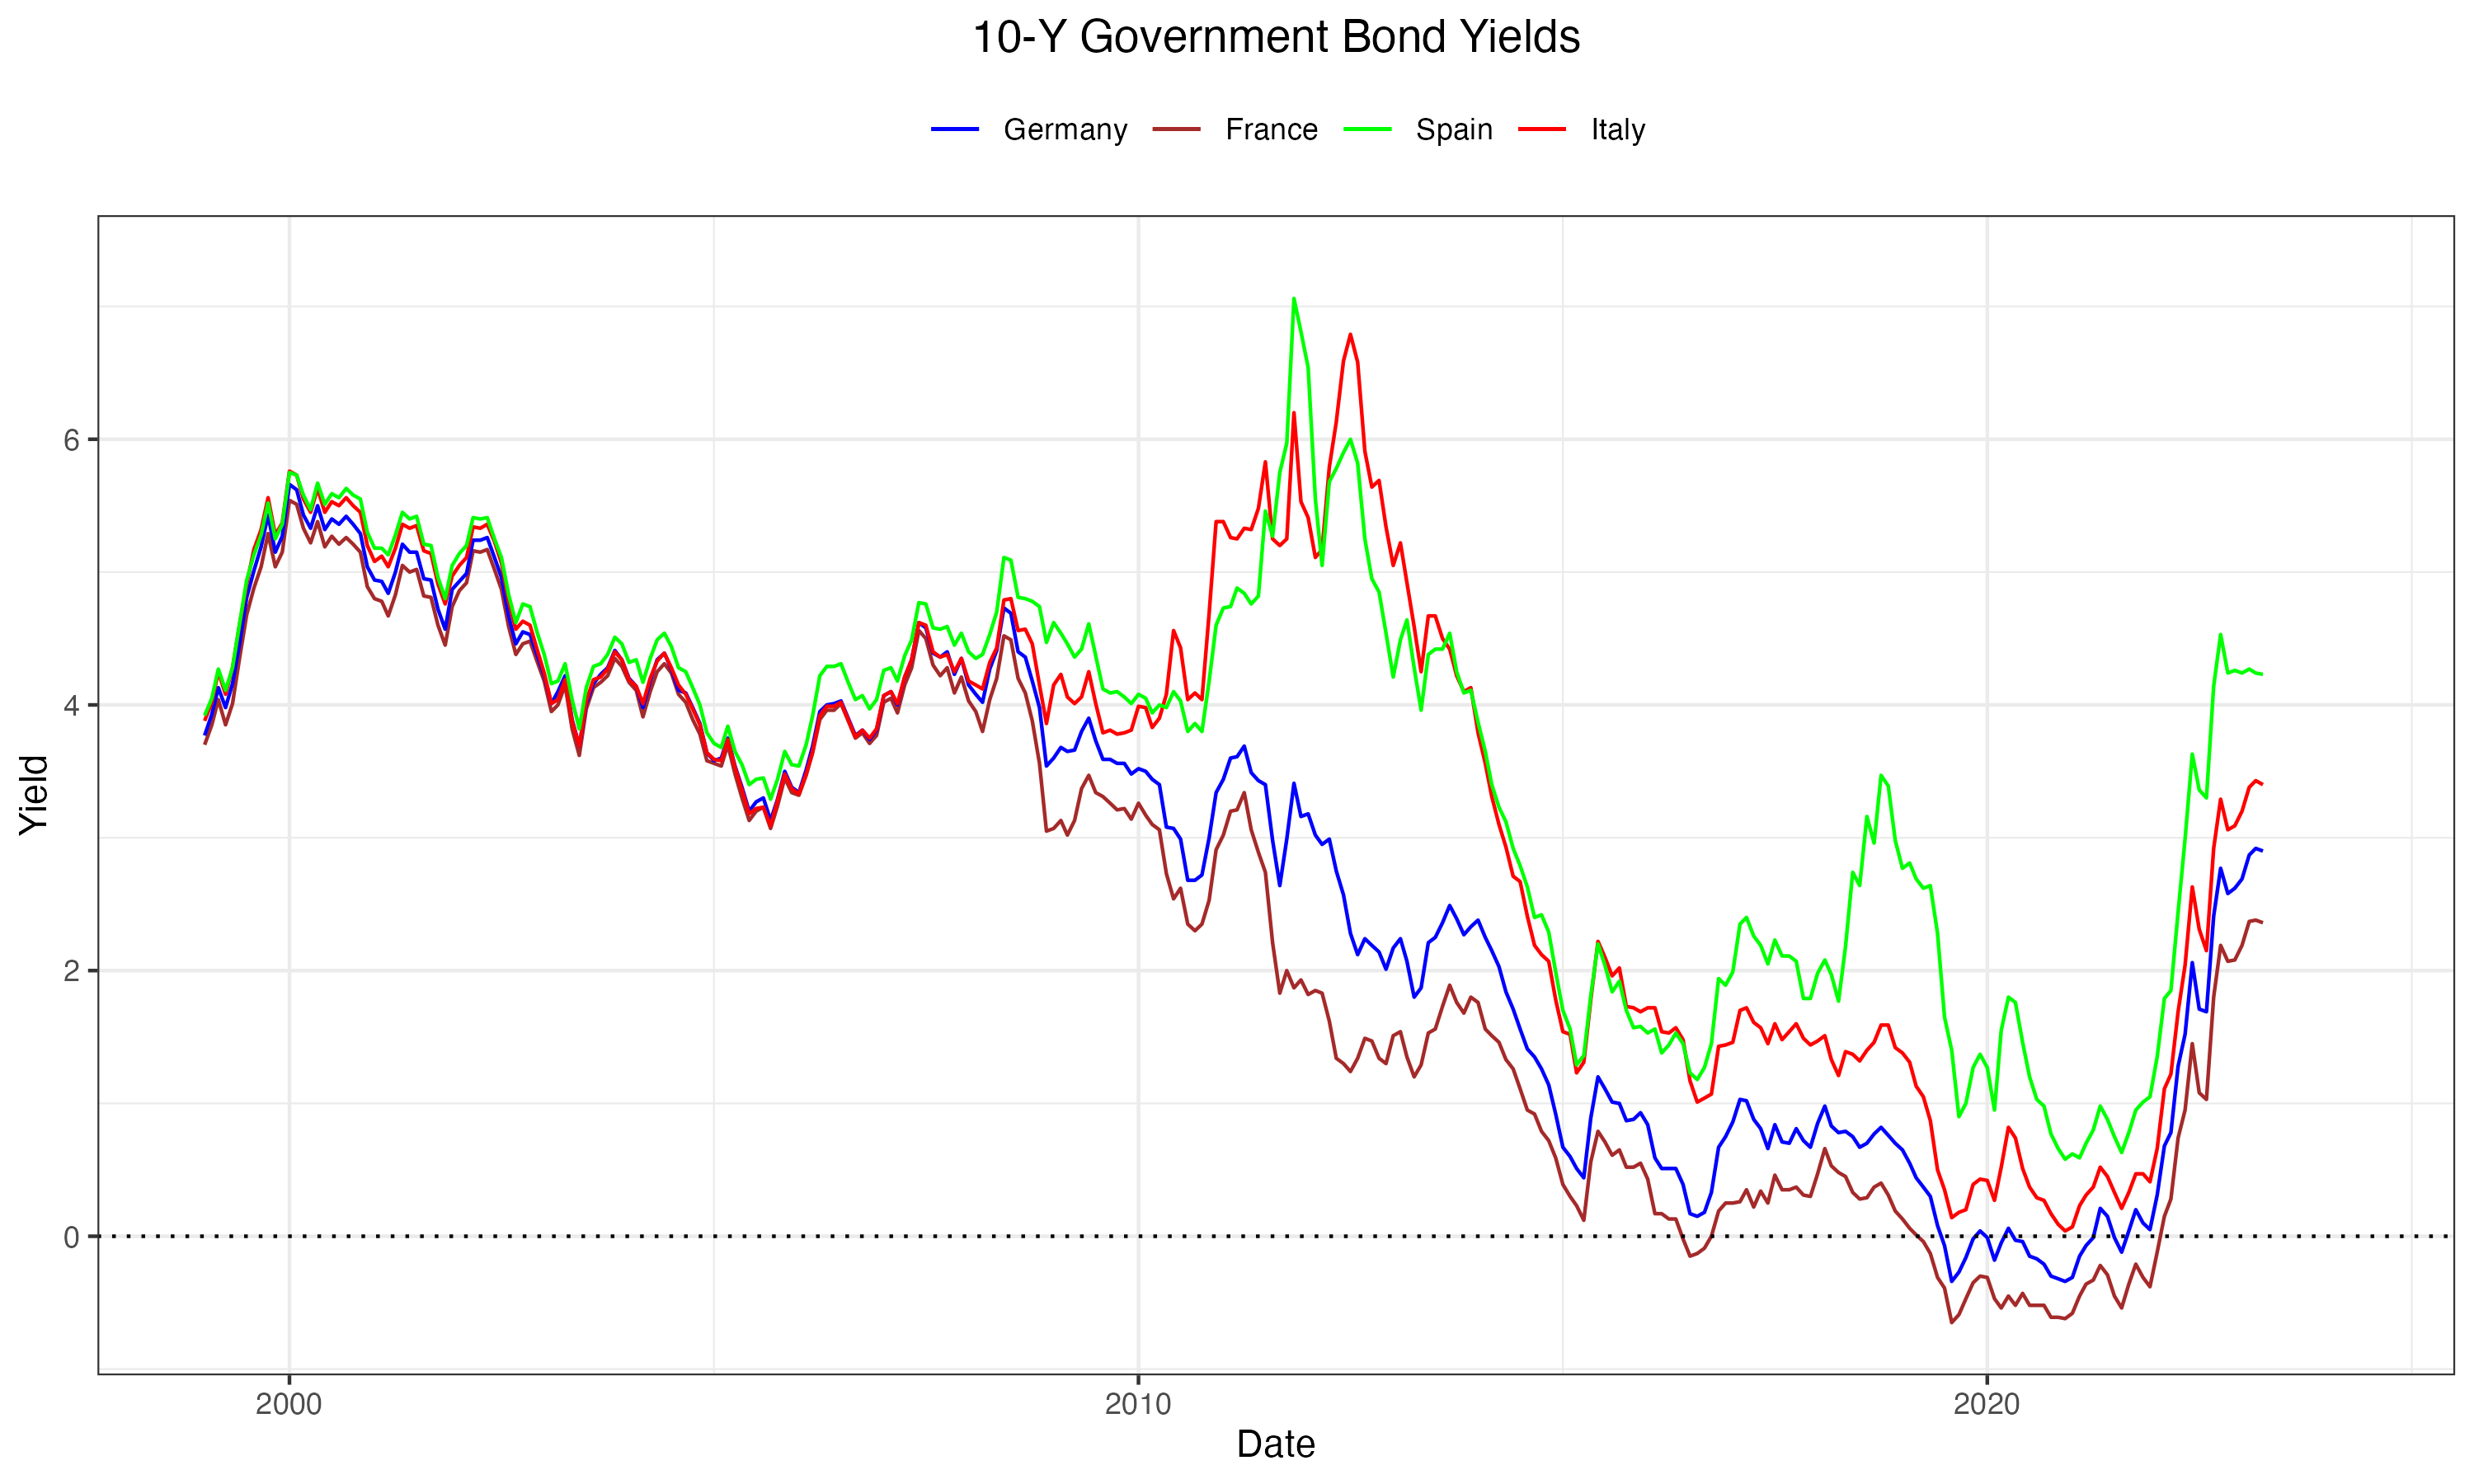 10-Y Government Bond Yields
Germany France Spain Italy
Yield
6
4
2
0
2000 2010 2020
Date